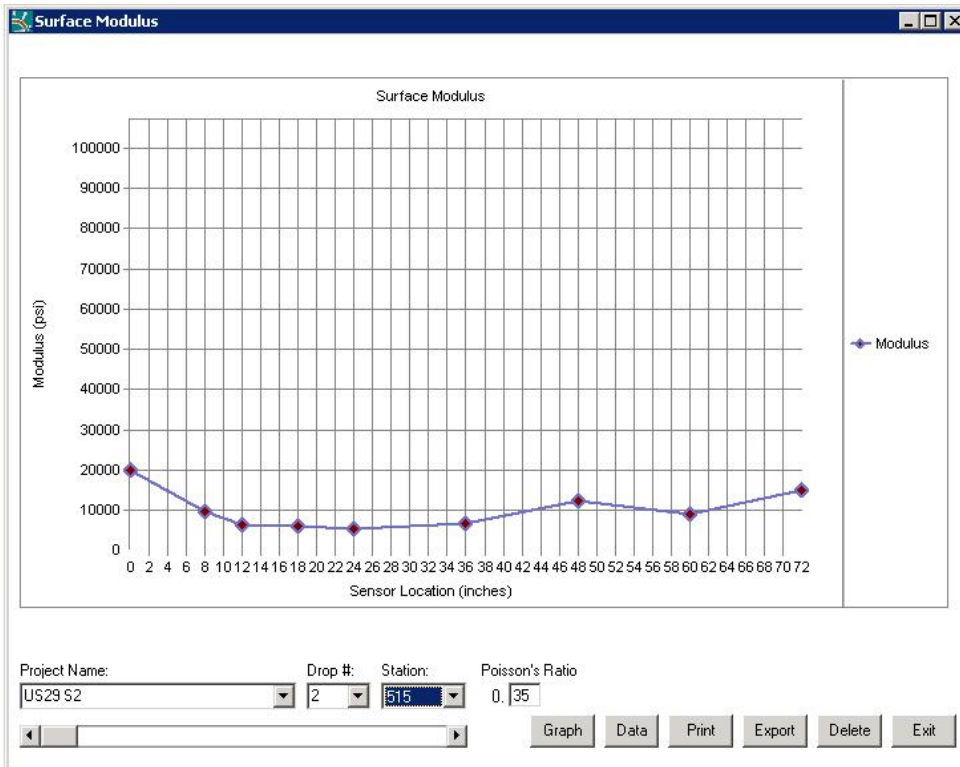 Surface Modulus
Surface Modulus
100000
90000
80000
70000
60000
50000
40000
30000
20000
10000
0
Modulus (psi)
0 2 4 6 8 10 12 14 16 18 20 22 24 26 28 30 32 34 36 38 40 42 44 46 48 50 52 54 56 58 60 62 64 66 68 70 72
Sensor Location (inches)
Modulus
Project Name: Drop #: Station: Poisson's Ratio
US29 S2 2 515 0. 35
Graph Data Print Export Delete Exit